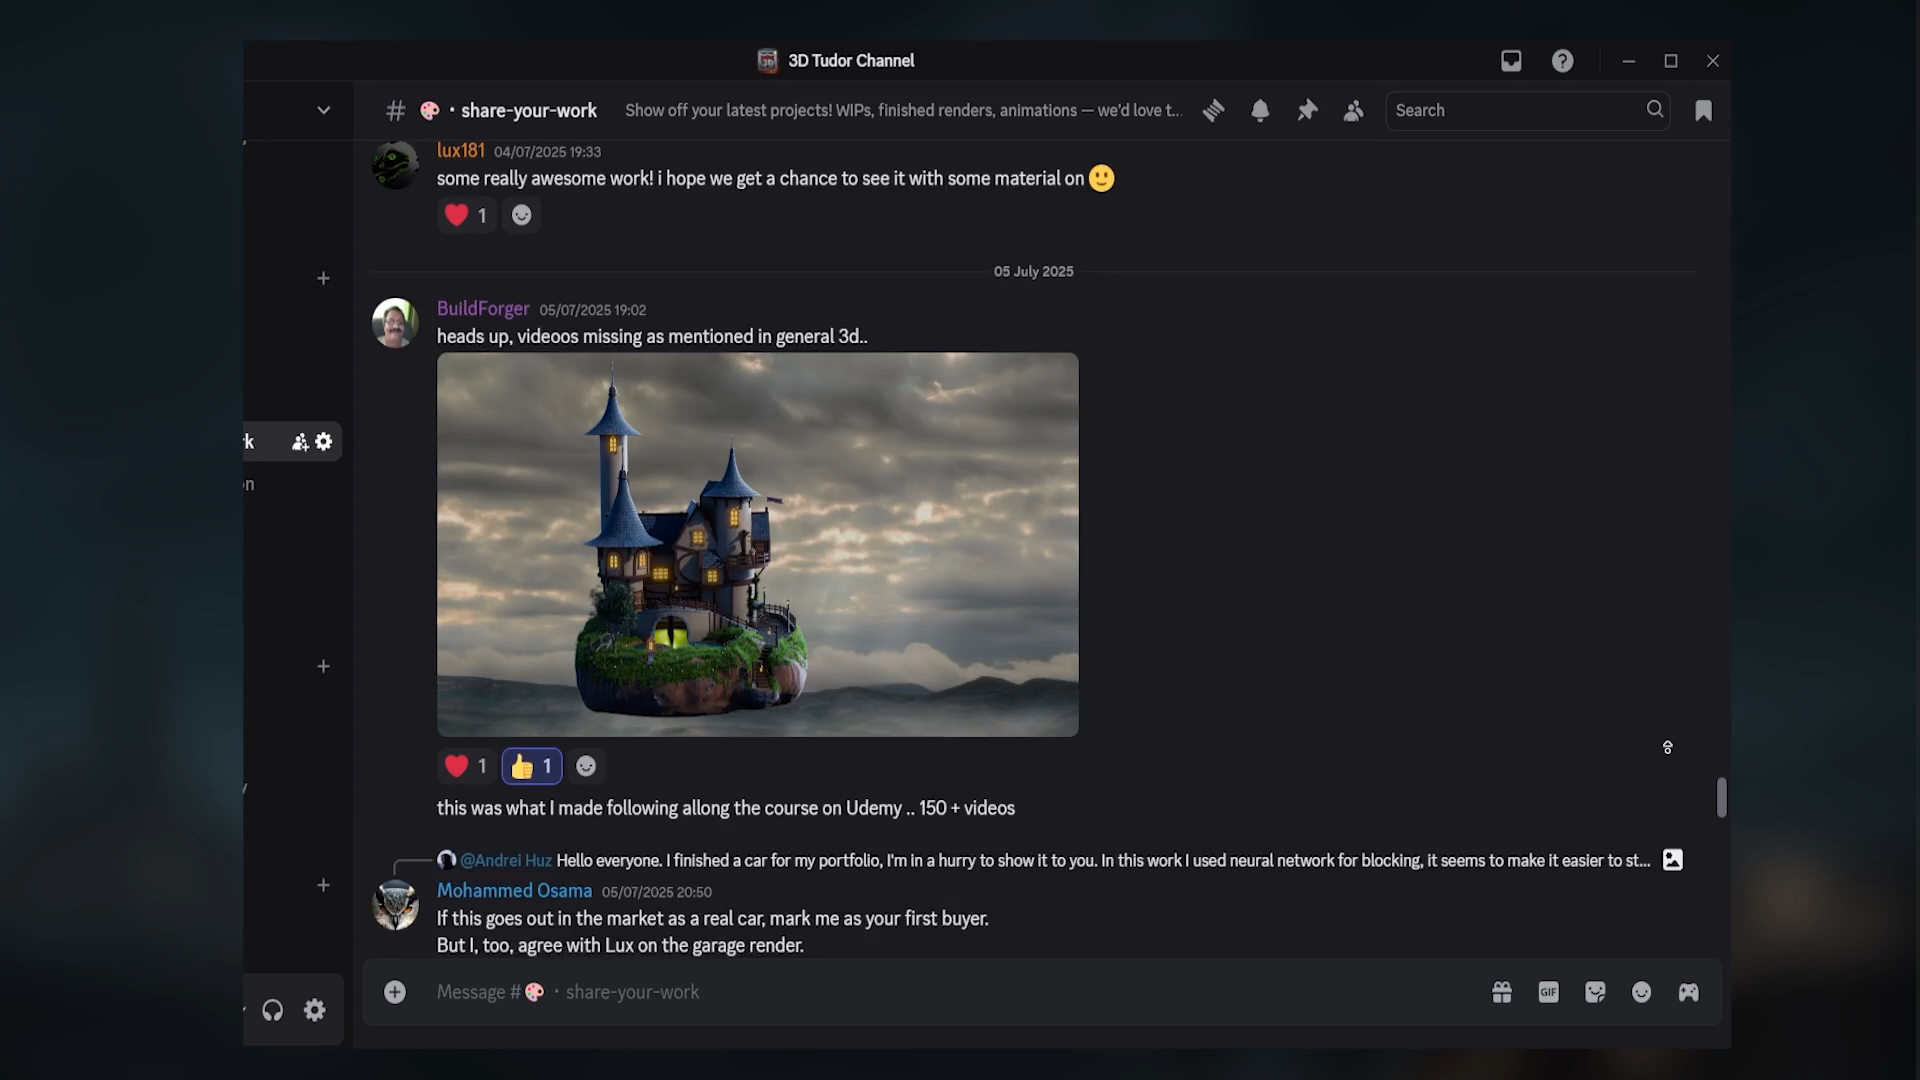 3D Tudor Channel
# 🎨・share-your-work Show off your latest projects! WIPs, finished renders, animations — we'd love t... Search
lux181 04/07/2025 19:33
some really awesome work! i hope we get a chance to see it with some material on 🙂
❤️ 1
05 July 2025
BuildForger 05/07/2025 19:02
heads up, videoos missing as mentioned in general 3d..
rk
on
❤️ 1 👍 1
this was what I made following allong the course on Udemy .. 150 + videos
@Andrei Huz Hello everyone. I finished a car for my portfolio, I'm in a hurry to show it to you. In this work I used neural network for blocking, it seems to make it easier to st...
Mohammed Osama 05/07/2025 20:50
If this goes out in the market as a real car, mark me as your first buyer.
But I, too, agree with Lux on the garage render.
Message #🎨・share-your-work GIF